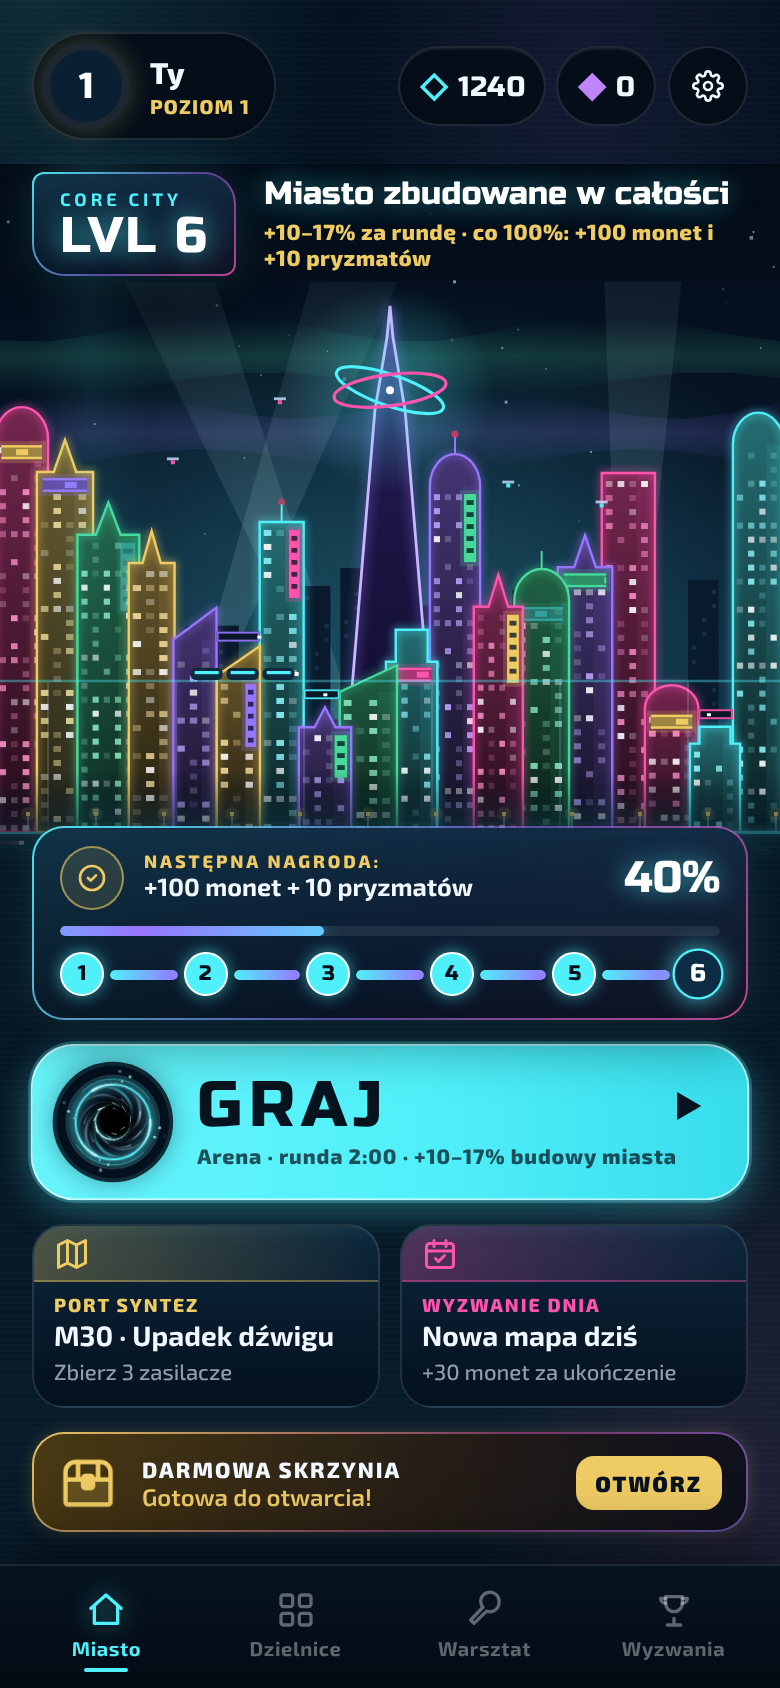 1
Ty
POZIOM 1
1240
0
CORE CITY
LVL 6
Miasto zbudowane w całości
+10–17% za rundę · co 100%: +100 monet i
+10 pryzmatów
NASTĘPNA NAGRODA:
+100 monet + 10 pryzmatów
40%
1 2 3 4 5 6
GRAJ
Arena · runda 2:00 · +10–17% budowy miasta
PORT SYNTEZ
M30 · Upadek dźwigu
Zbierz 3 zasilacze
WYZWANIE DNIA
Nowa mapa dziś
+30 monet za ukończenie
DARMOWA SKRZYNIA
Gotowa do otwarcia!
OTWÓRZ
Miasto Dzielnice Warsztat Wyzwania